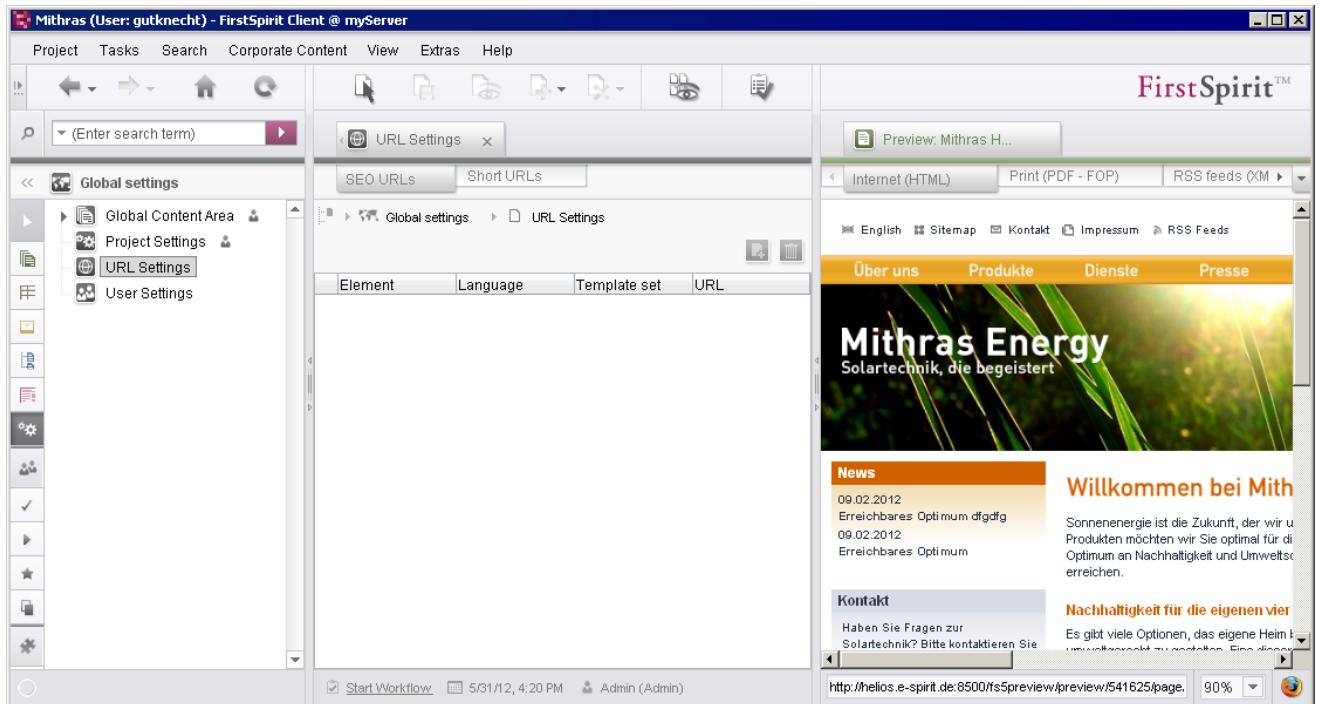 Mithras (User: gutknecht) - FirstSpirit Client @ myServer
Project Tasks Search Corporate Content View Extras Help
FirstSpirit™
(Enter search term)
URL Settings x
Preview: Mithras H...
Global settings
SEO URLs Short URLs
Internet (HTML) Print (PDF - FOP) RSS feeds (XM
Global Content Area
Project Settings
URL Settings
User Settings
Global settings URL Settings
Element Language Template set URL
English Sitemap Kontakt Impressum RSS Feeds
Über uns Produkte Dienste Presse
Mithras Energy
Solartechnik, die begeistert
News
09.02.2012
Erreichbares Optimum dfgdfg
09.02.2012
Erreichbares Optimum
Kontakt
Haben Sie Fragen zur
Solartechnik? Bitte kontaktieren Sie
Willkommen bei Mith
Sonnenenergie ist die Zukunft, der wir u
Produkten möchten wir Sie optimal für di
Optimum an Nachhaltigkeit und Umweltsc
erreichen.
Nachhaltigkeit für die eigenen vier
Es gibt viele Optionen, das eigene Heim
Start Workflow 5/31/12, 4:20 PM Admin (Admin)
http://helios.e-spirit.de:8500/fs5preview/preview/541625/page. 90%